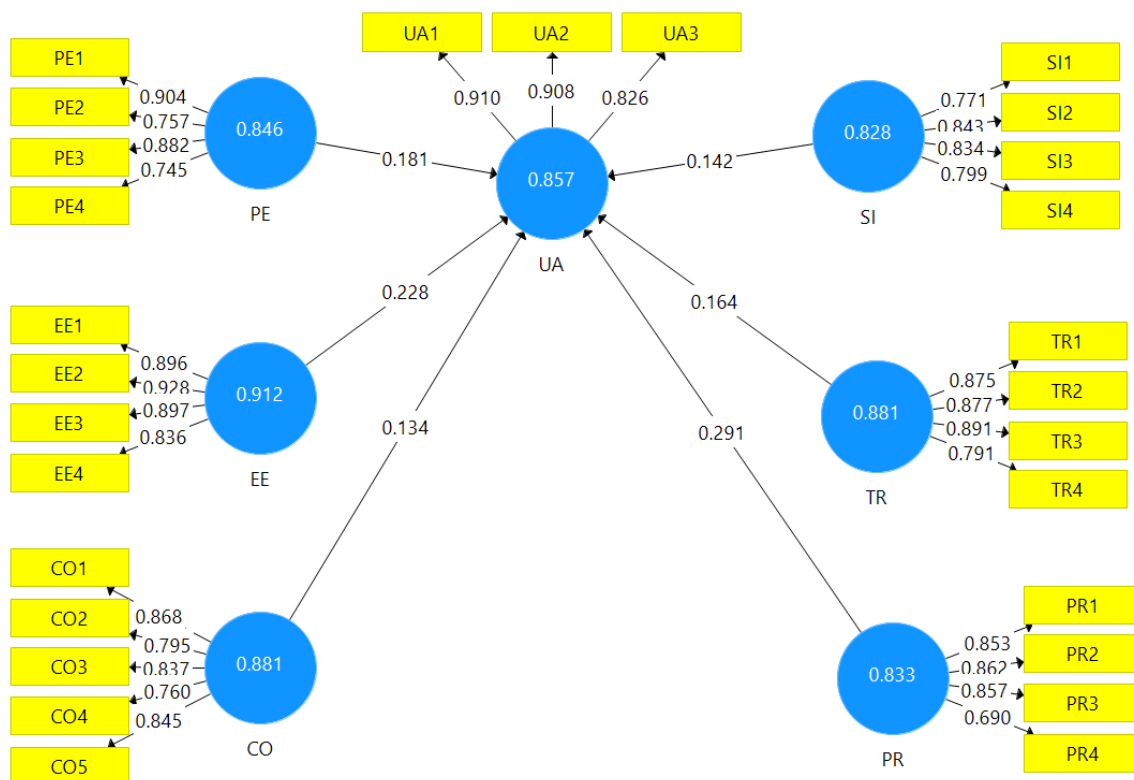 UA1
UA2
UA3
0.910
0.908
0.826
0.857
UA
PE1
PE2
PE3
PE4
0.904
0.757
0.882
0.745
0.846
PE
0.181
SI1
SI2
SI3
SI4
0.771
0.843
0.834
0.799
0.828
SI
0.142
EE1
EE2
EE3
EE4
0.896
0.928
0.897
0.836
0.912
EE
0.228
TR1
TR2
TR3
TR4
0.875
0.877
0.891
0.791
0.881
TR
0.164
CO1
CO2
CO3
CO4
CO5
0.868
0.795
0.837
0.760
0.845
0.881
CO
0.134
PR1
PR2
PR3
PR4
0.853
0.862
0.857
0.690
0.833
PR
0.291